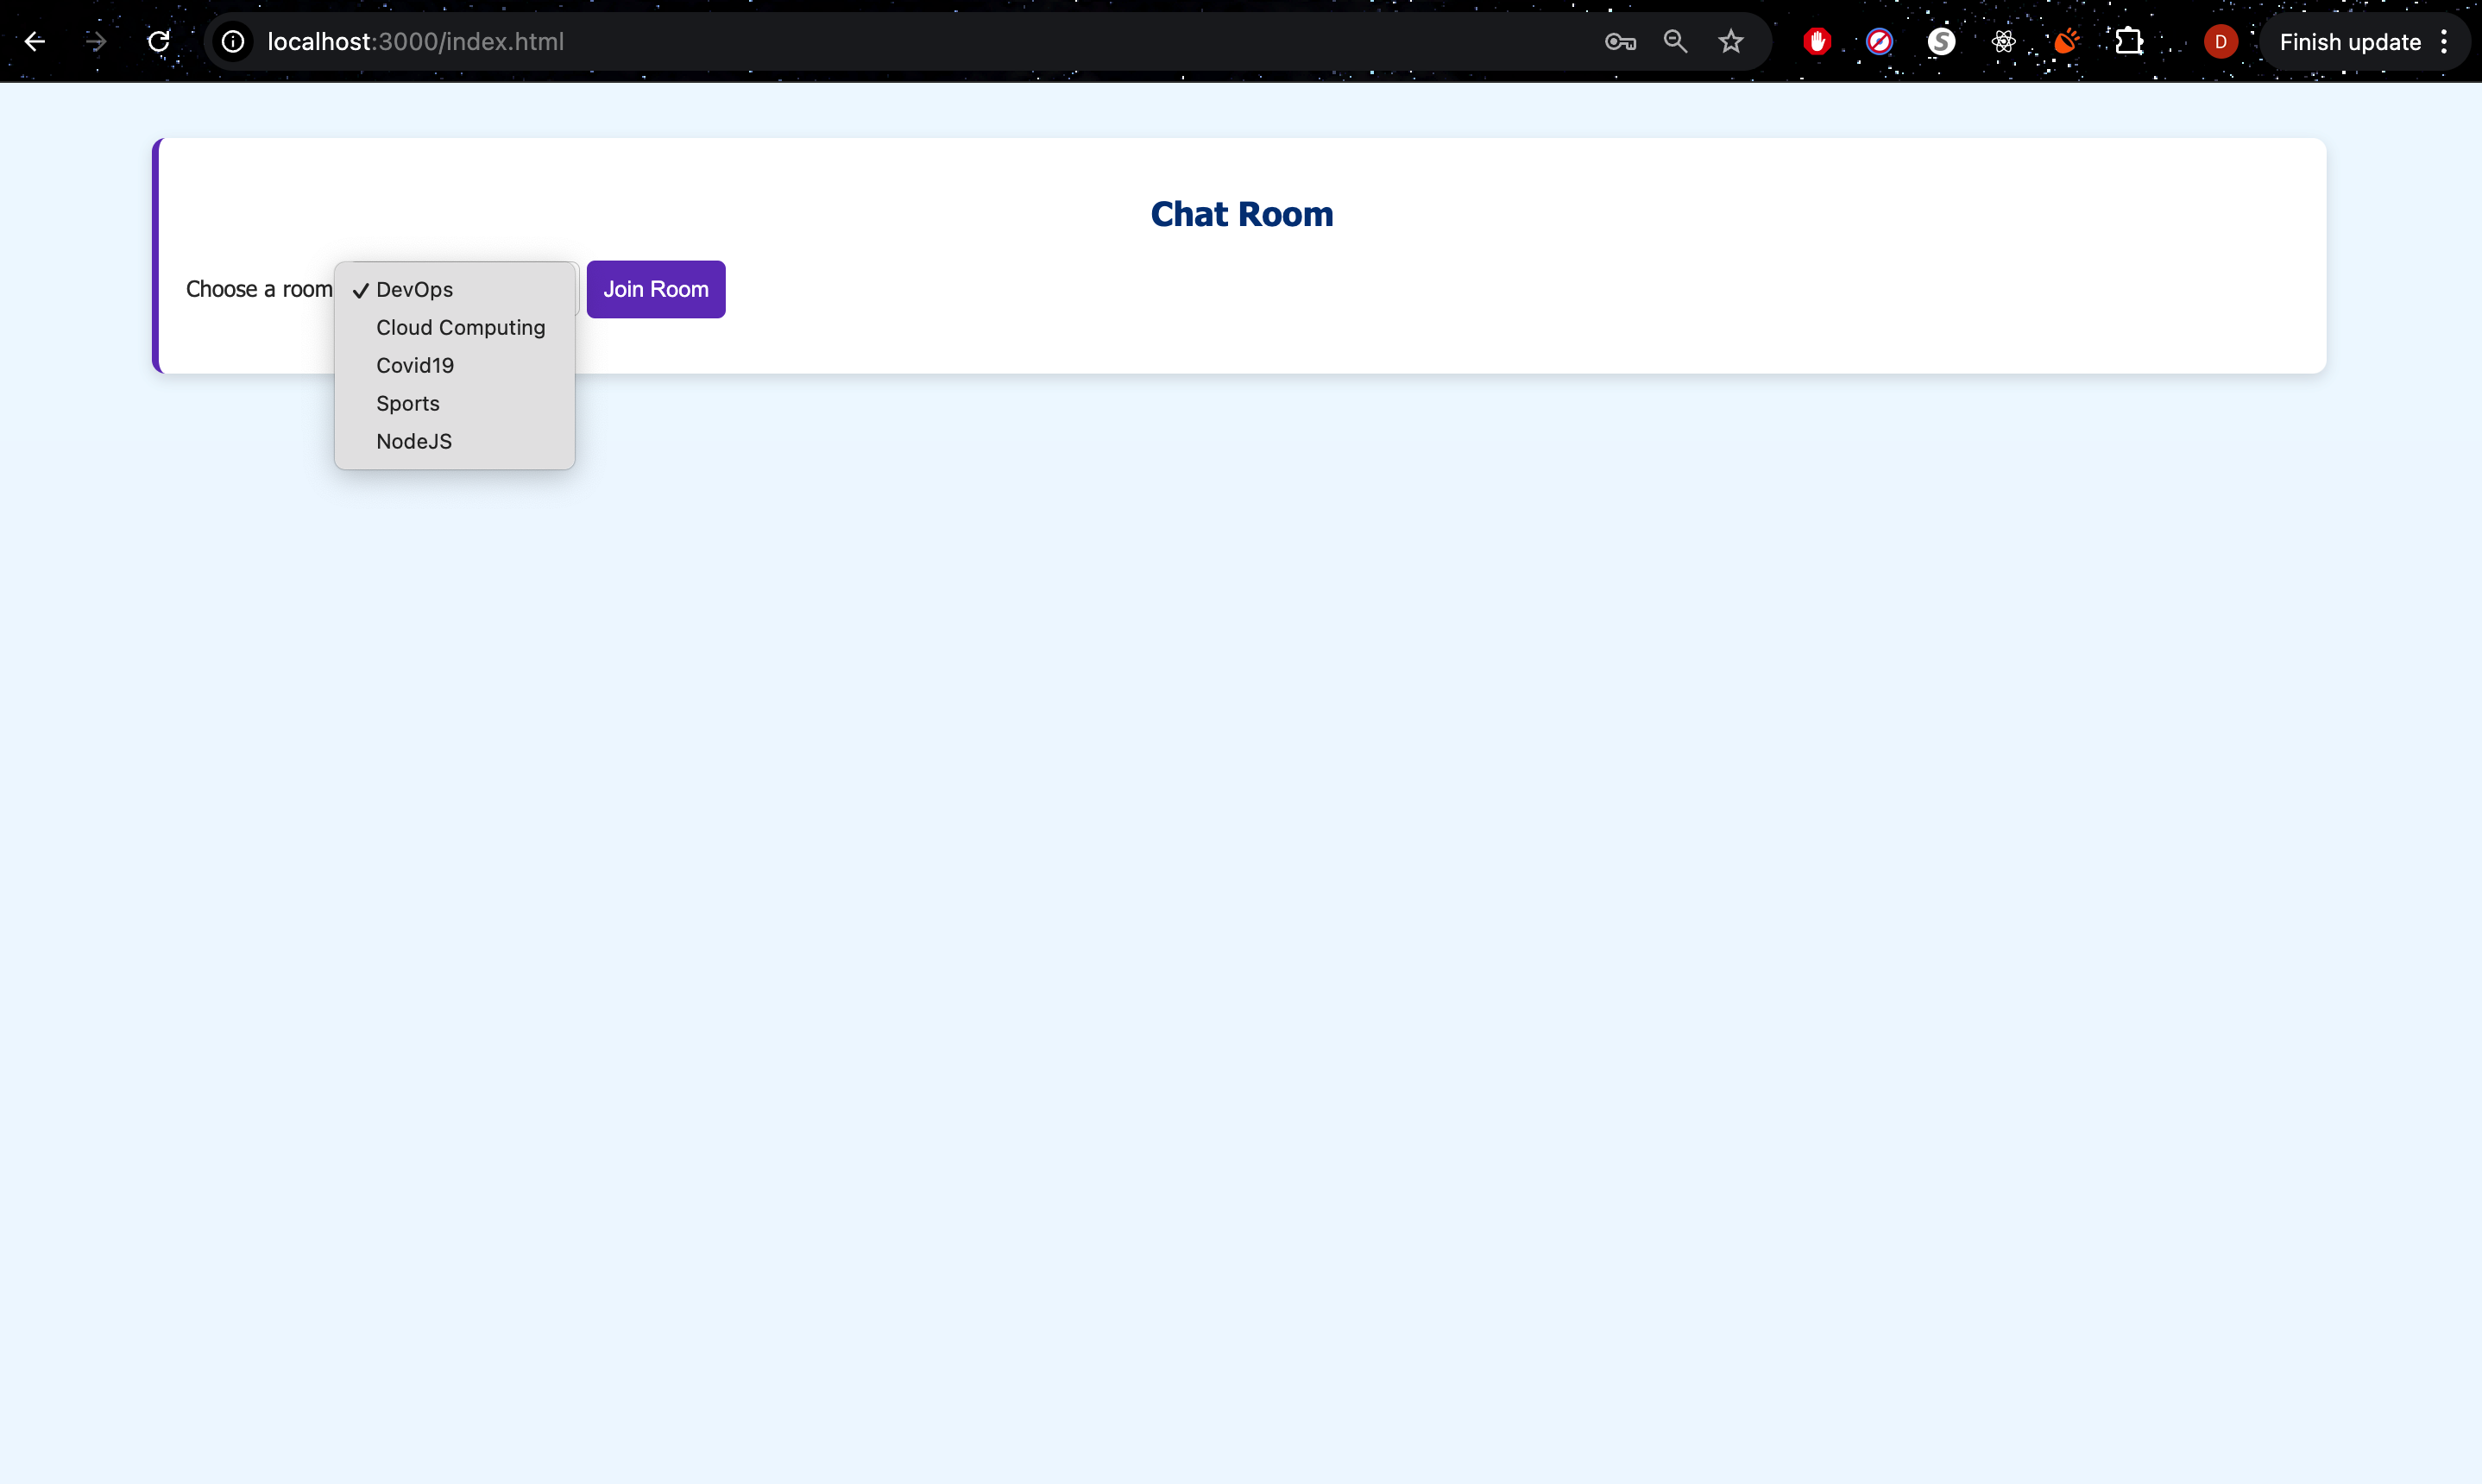 localhost:3000/index.html
D
Finish update
Chat Room
Choose a room
✓ DevOps
Join Room
Cloud Computing
Covid19
Sports
NodeJS